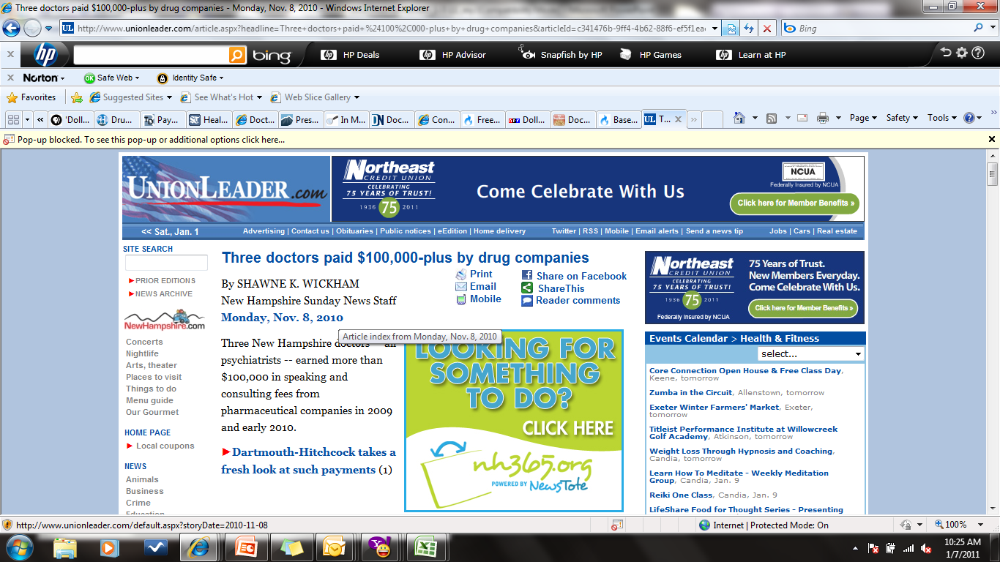 Three doctors paid $100,000-plus by drug companies - Monday, Nov. 8, 2010 - Windows Internet Explorer
UL http://www.unionleader.com/article.aspx?headline=Three+doctors+paid+%24100%2C000-plus+by+drug+companies&articleId=
Bing
hp bing HP Deals HP Advisor Snapfish by HP HP Games Learn at HP
Norton Safe Web Identity Safe
Favorites Suggested Sites See What's Hot Web Slice Gallery
'Doll... Dru... Pay... Heal... Doct... Pres... In M... Doc... Con... Free... Doll... Doc... Base... UL T... Page Safety Tools
Pop-up blocked. To see this pop-up or additional options click here...
UNIONLEADER.com
Northeast
CREDIT UNION
CELEBRATING
75 YEARS OF TRUST!
1936 75 2011
Come Celebrate With Us
NCUA
Federally Insured by NCUA
Click here for Member Benefits »
<< Sat., Jan. 1 Advertising | Contact us | Obituaries | Public notices | eEdition | Home delivery Twitter | RSS | Mobile | Email alerts | Send a news tip Jobs | Cars | Real estate
SITE SEARCH
PRIOR EDITIONS
NEWS ARCHIVE
NEWHAMPSHIRE.com
Concerts
Nightlife
Arts, theater
Places to visit
Things to do
Menu guide
Our Gourmet
HOME PAGE
Local coupons
NEWS
Animals
Business
Crime
Education
Three doctors paid $100,000-plus by drug companies
By SHAWNE K. WICKHAM
New Hampshire Sunday News Staff
Monday, Nov. 8, 2010
Print
Email
Mobile
Share on Facebook
ShareThis
Reader comments
Article index from Monday, Nov. 8, 2010
Three New Hampshire doctors
psychiatrists -- earned more than
$100,000 in speaking and
consulting fees from
pharmaceutical companies in 2009
and early 2010.
Dartmouth-Hitchcock takes a
fresh look at such payments (1)
LOOKING FOR
SOMETHING
TO DO?
CLICK HERE
nh365.org
POWERED BY NewsTote
Northeast
CREDIT UNION
CELEBRATING
75 YEARS OF TRUST!
1936 75 2011
Federally Insured by NCUA
75 Years of Trust.
New Members Everyday.
Come Celebrate With Us.
Click here for Member Benefits »
Events Calendar > Health & Fitness
select...
Core Connection Open House & Free Class Day,
Keene, tomorrow
Zumba in the Circuit, Allenstown, tomorrow
Exeter Winter Farmers' Market, Exeter,
tomorrow
Titleist Performance Institute at Willowcreek
Golf Academy, Atkinson, tomorrow
Weight Loss Through Hypnosis and Coaching,
Candia, tomorrow
Learn How To Meditate - Weekly Meditation
Group, Candia, Jan. 9
Reiki One Class, Candia, Jan. 9
LifeShare Food for Thought Series - Presenting
http://www.unionleader.com/default.aspx?storyDate=2010-11-08
Internet | Protected Mode: On
100%
10:25 AM
1/7/2011